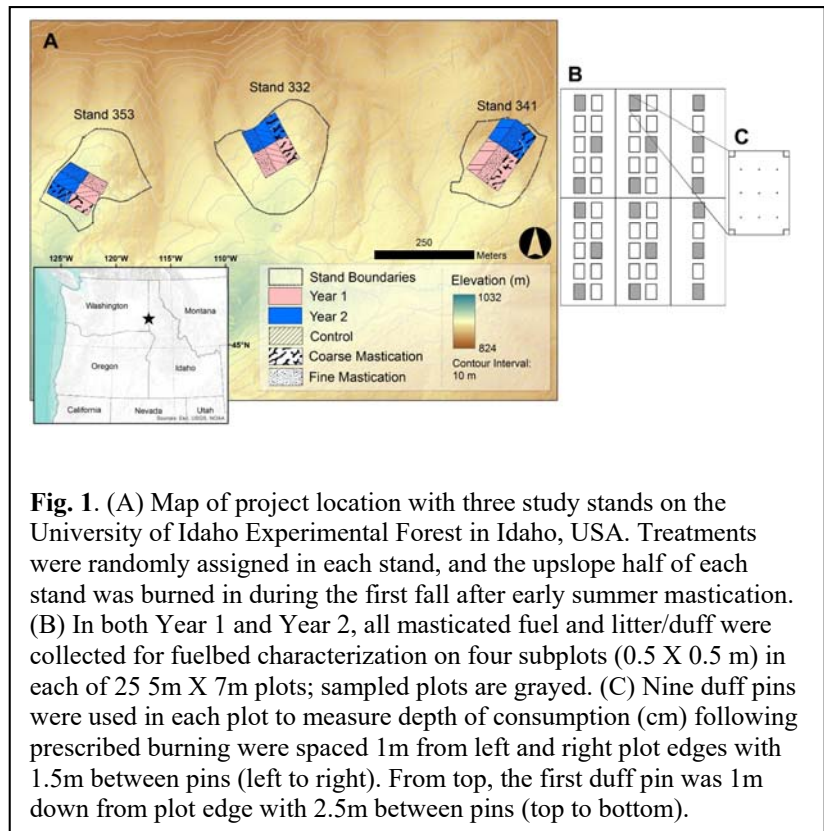 A
Stand 353
Stand 332
Stand 341
B
C
250
Meters
125°W 120°W 115°W 110°W
45°N
Washington
Montana
Oregon
Idaho
California
Nevada
Utah
Sources: Esri, USGS, NOAA
Stand Boundaries
Year 1
Year 2
Control
Coarse Mastication
Fine Mastication
Elevation (m)
1032
824
Contour Interval:
10 m
Fig. 1. (A) Map of project location with three study stands on the
University of Idaho Experimental Forest in Idaho, USA. Treatments
were randomly assigned in each stand, and the upslope half of each
stand was burned in during the first fall after early summer mastication.
(B) In both Year 1 and Year 2, all masticated fuel and litter/duff were
collected for fuelbed characterization on four subplots (0.5 X 0.5 m) in
each of 25 5m X 7m plots; sampled plots are grayed. (C) Nine duff pins
were used in each plot to measure depth of consumption (cm) following
prescribed burning were spaced 1m from left and right plot edges with
1.5m between pins (left to right). From top, the first duff pin was 1m
down from plot edge with 2.5m between pins (top to bottom).